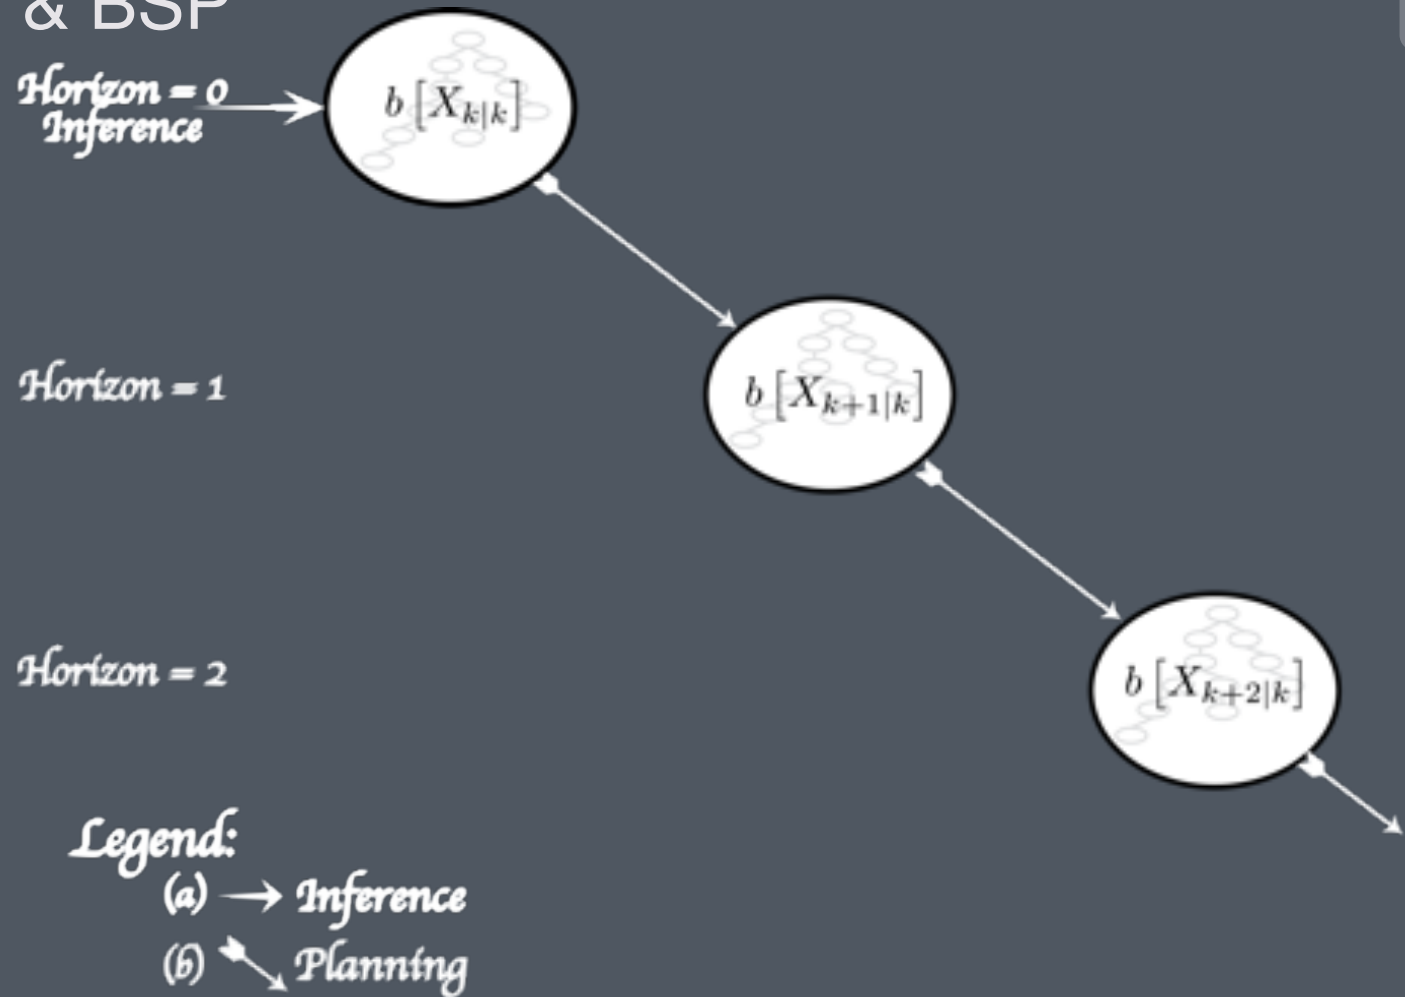 & BSP
Horizon = 0
Inference
b [X_{k|k}]
Horizon = 1
b [X_{k+1|k}]
Horizon = 2
b [X_{k+2|k}]
Legend:
(a) → Inference
(b) ↘ Planning